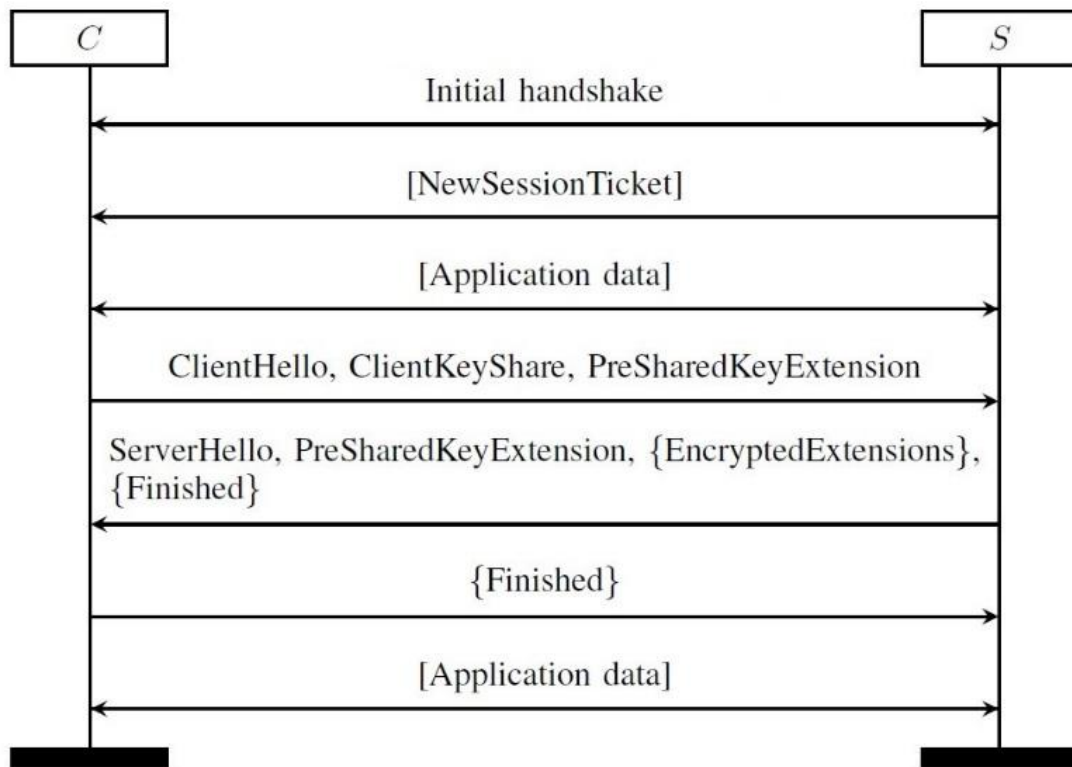 C
S
Initial handshake
[NewSessionTicket]
[Application data]
ClientHello, ClientKeyShare, PreSharedKeyExtension
ServerHello, PreSharedKeyExtension, {EncryptedExtensions},
{Finished}
{Finished}
[Application data]